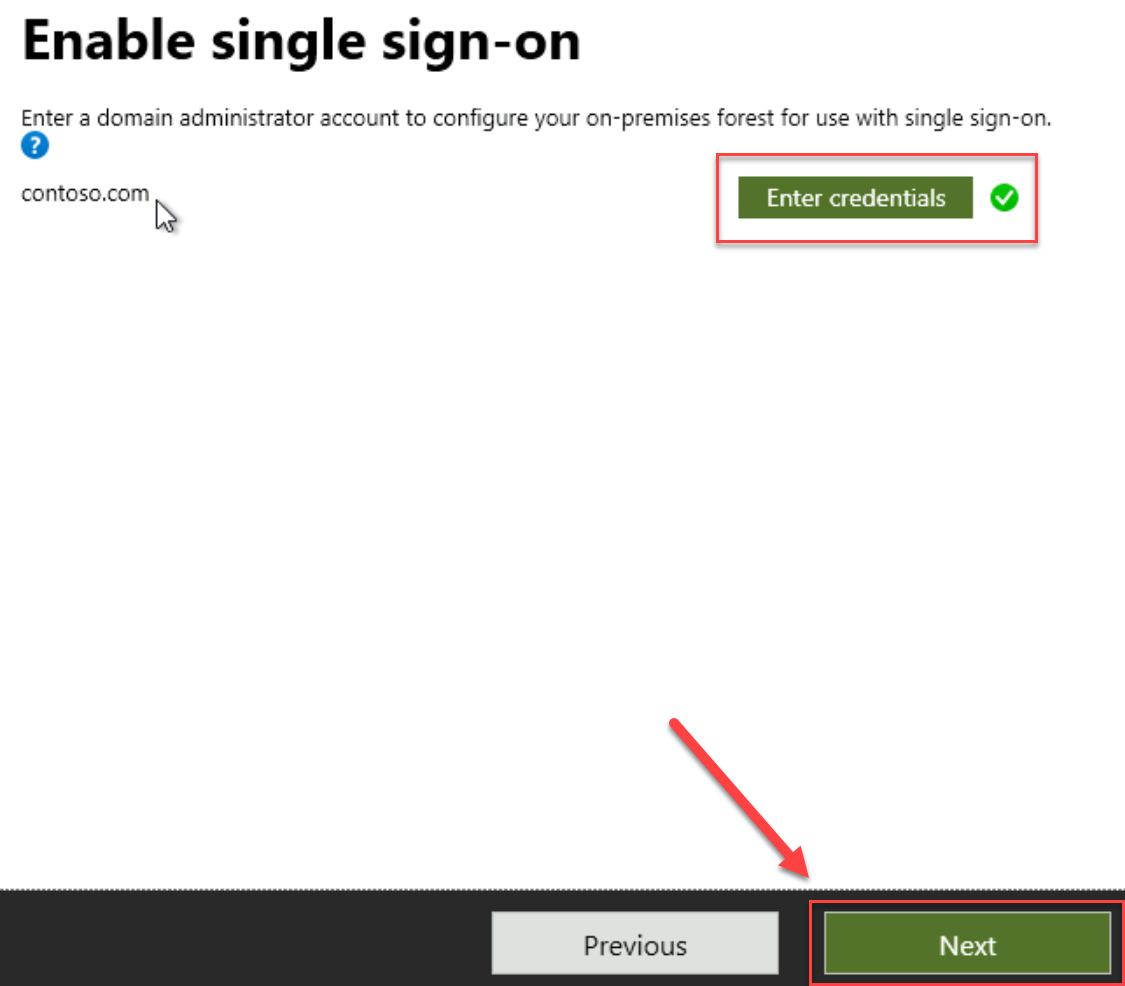 Enable single sign-on
Enter a domain administrator account to configure your on-premises forest for use with single sign-on.
?
contoso.com
Enter credentials
Previous
Next